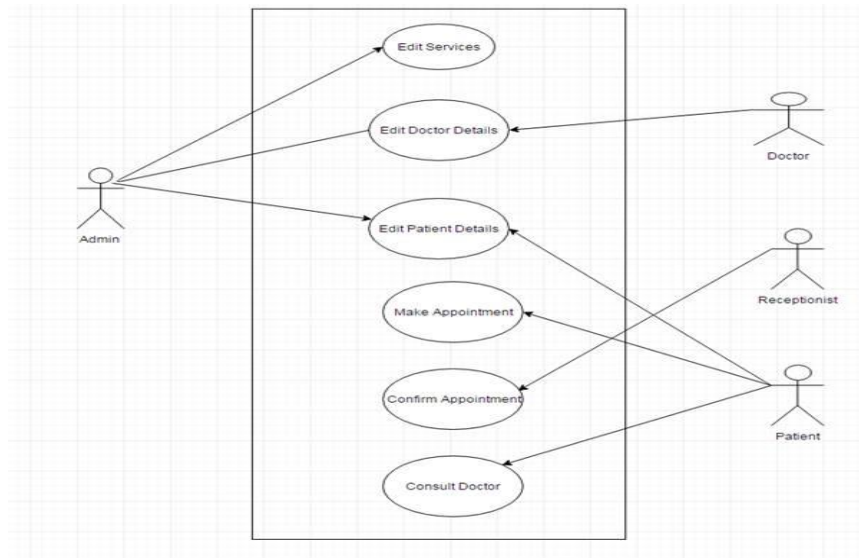 Edit Services
Edit Doctor Details
Doctor
Admin
Edit Patient Details
Receptionist
Make Appointment
Confirm Appointment
Patient
Consult Doctor